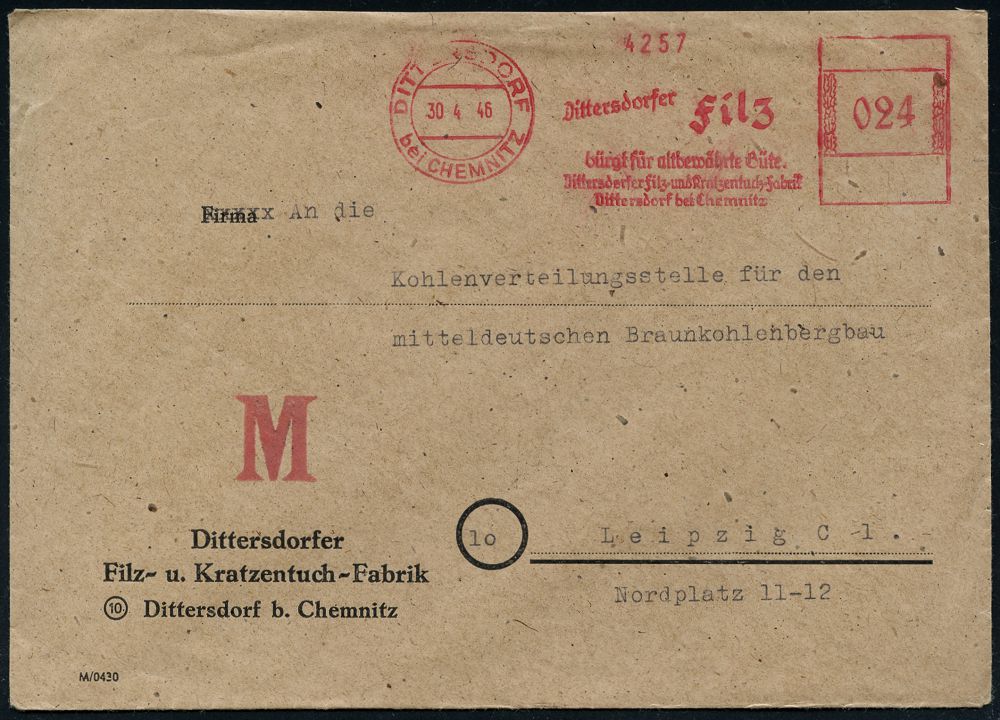 4257
DITTERSDORF
30.4.46
bei CHEMNITZ
Dittersdorfer Filz
bürgt für altbewährte Güte.
Dittersdorfer Filz- und Kratzentuch-Fabrik
Dittersdorf bei Chemnitz
024
Firma An die
Kohlenverteilungsstelle für den
mitteldeutschen Braunkohlenbergbau
M
Dittersdorfer
Filz- u. Kratzentuch-Fabrik
10 Dittersdorf b. Chemnitz
10 Leipzig C 1.
Nordplatz 11-12
M/0430